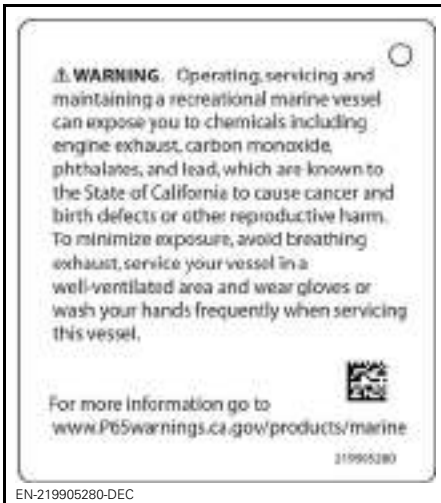 ⚠ WARNING. Operating, servicing and
maintaining a recreational marine vessel
can expose you to chemicals including
engine exhaust, carbon monoxide,
phthalates, and lead, which are known to
the State of California to cause cancer and
birth defects or other reproductive harm.
To minimize exposure, avoid breathing
exhaust, service your vessel in a
well-ventilated area and wear gloves or
wash your hands frequently when servicing
this vessel.
For more information go to
www.P65warnings.ca.gov/products/marine
219905280
EN-219905280-DEC